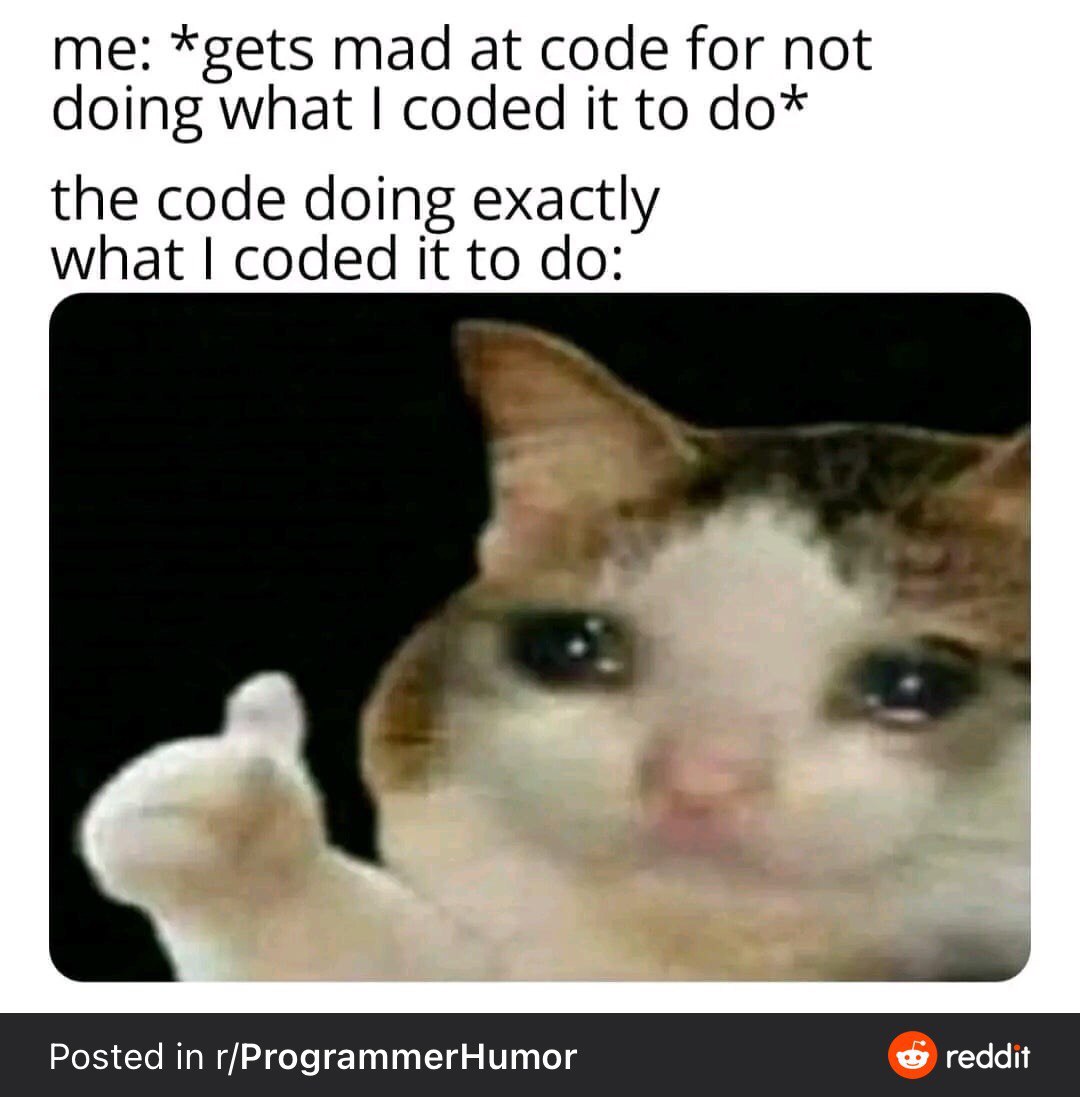 me: *gets mad at code for not
doing what I coded it to do*
the code doing exactly
what I coded it to do:
Posted in r/ProgrammerHumor
reddit